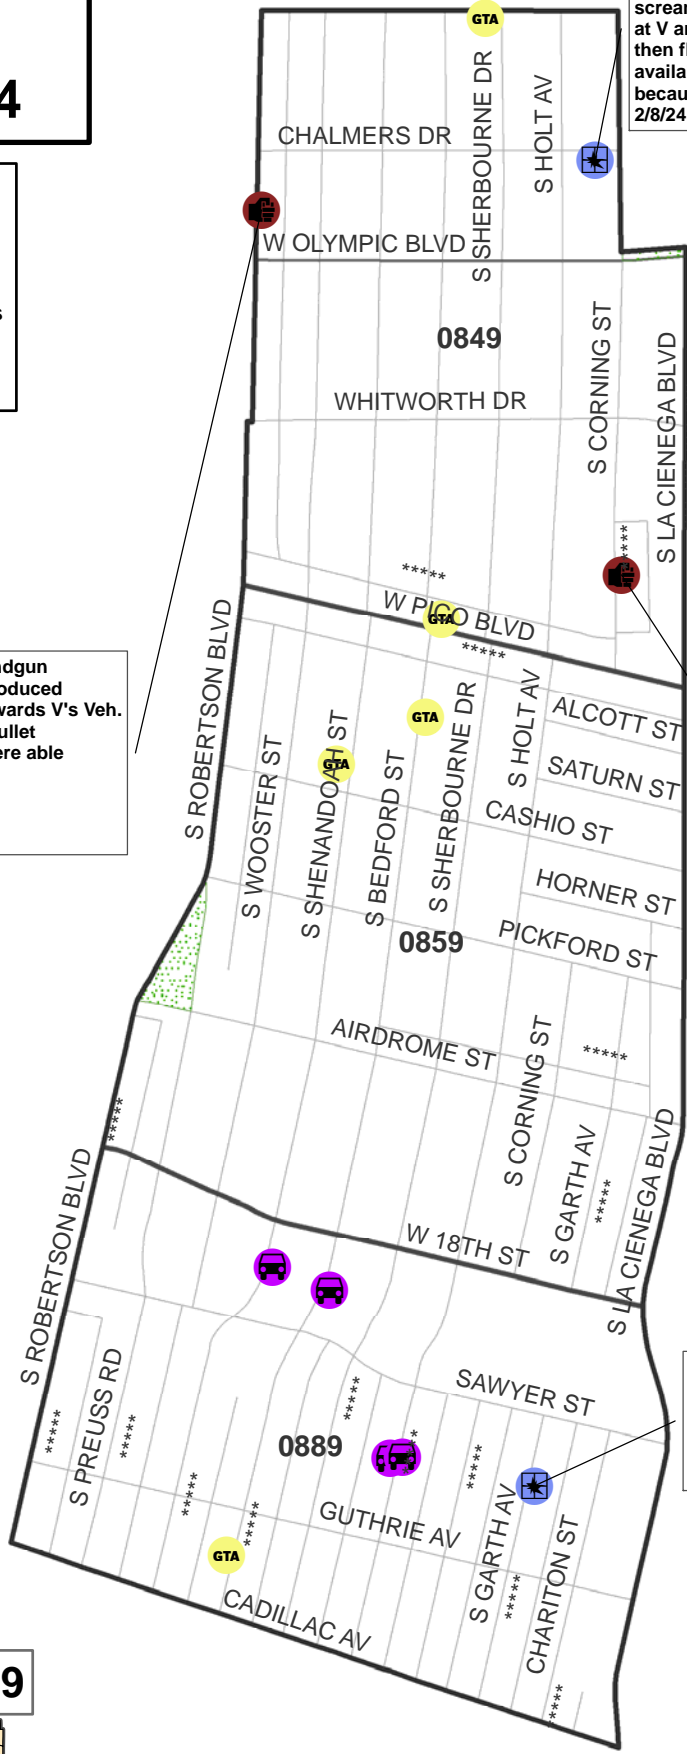 4
s
screa
at V a
then f
availa
becau
2/8/24
GTA
CHALMERS DR
S SHERBOURNE DR
S HOLT AV
W OLYMPIC BLVD
0849
S CORNING ST
S LA CIENEGA BLVD
WHITWORTH DR
*****
*****
W PICO BLVD
GTA
*****
ndgun
oduced
wards V's Veh.
ullet
ere able
S ROBERTSON BLVD
GTA
GTA
S WOOSTER ST
S SHENANDOAH ST
S BEDFORD ST
S SHERBOURNE DR
S HOLT AV
ALCOTT ST
SATURN ST
CASHIO ST
HORNER ST
0859
PICKFORD ST
AIRDROME ST
S CORNING ST
*****
*****
S GARTH AV
*****
S LA CIENEGA BLVD
S ROBERTSON BLVD
W 18TH ST
SAWYER ST
S PREUSS RD
*****
*****
*****
0889
*****
*****
*****
GUTHRIE AV
S GARTH AV
*****
CHARITON ST
GTA
CADILLAC AV
*****
9